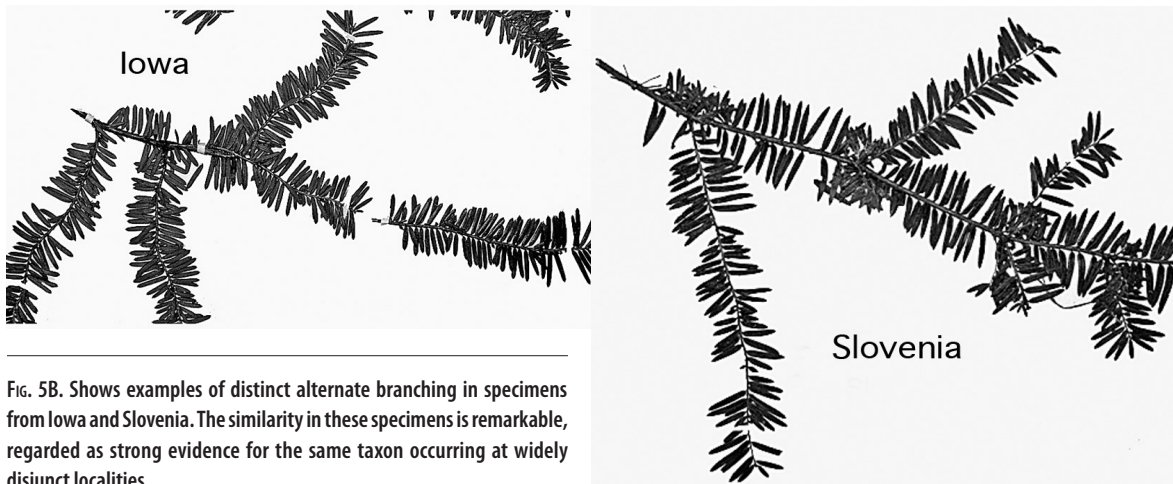 Iowa
Slovenia
FIG. 5B. Shows examples of distinct alternate branching in specimens
from Iowa and Slovenia. The similarity in these specimens is remarkable,
regarded as strong evidence for the same taxon occurring at widely
disjunct localities.